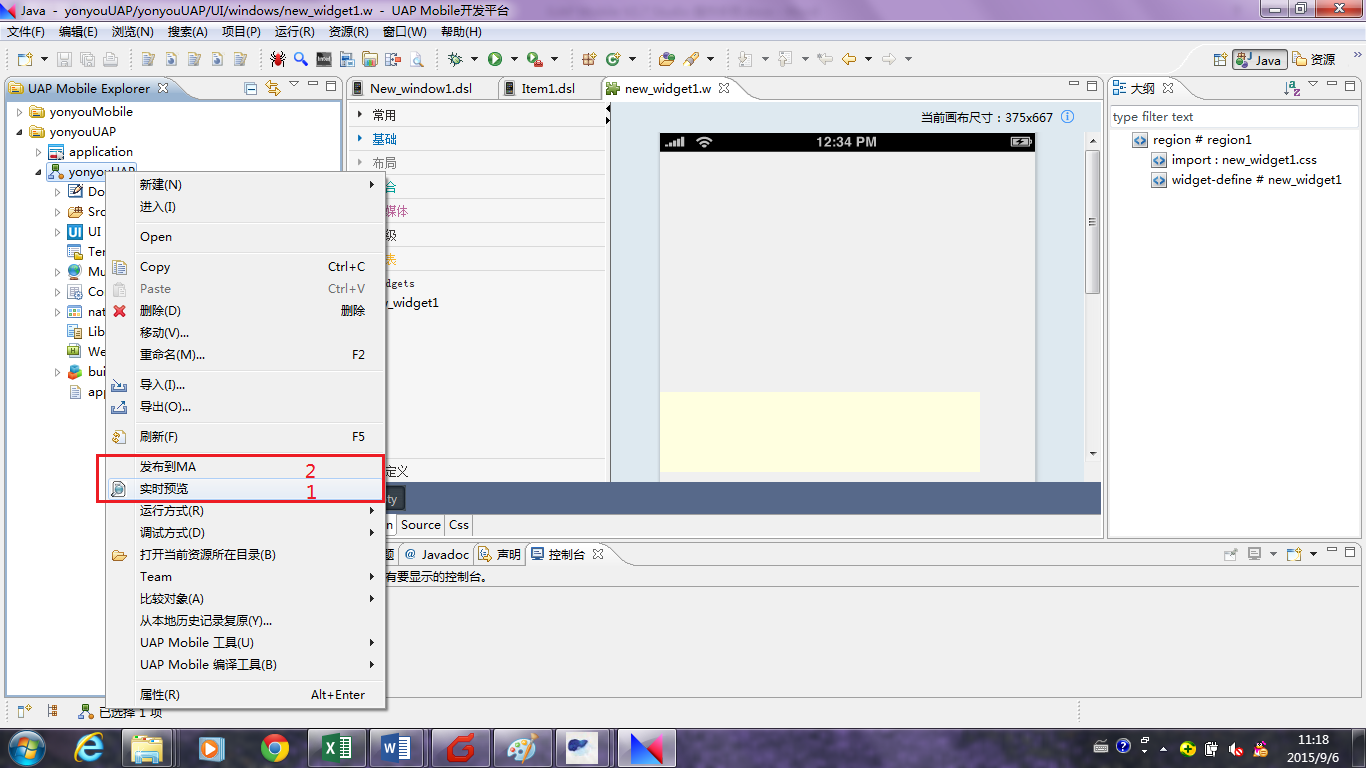 Java - yonyouUAP/yonyouUAP/UI/windows/new_widget1.w - UAP Mobile开发平台
文件(F) 编辑(E) 浏览(N) 搜索(A) 项目(P) 运行(R) 资源(R) 窗口(W) 帮助(H)
Java 资源
UAP Mobile Explorer
yonyouMobile
yonyouUAP
application
yonyouUAP
Do
Src
UI UI
Ter
Mu
Co
nat
Lib
We
bui
app
新建(N)
进入(I)
Open
Copy Ctrl+C
Paste Ctrl+V
删除(D) 删除
移动(V)...
重命名(M)... F2
导入(I)...
导出(O)...
刷新(F) F5
发布到MA 2
实时预览 1
运行方式(R)
调试方式(D)
打开当前资源所在目录(B)
Team
比较对象(A)
从本地历史记录复原(Y)...
UAP Mobile 工具(U)
UAP Mobile 编译工具(B)
属性(R) Alt+Enter
New_window1.dsl Item1.dsl new_widget1.w
常用
基础
布局
合
媒体
级
表
dgets
_widget1
定义
当前画布尺寸：375x667
12:34 PM
ty
n Source Css
题 @ Javadoc 声明 控制台
有要显示的控制台。
大纲
type filter text
region # region1
import : new_widget1.css
widget-define # new_widget1
已选择 1 项
11:18
2015/9/6